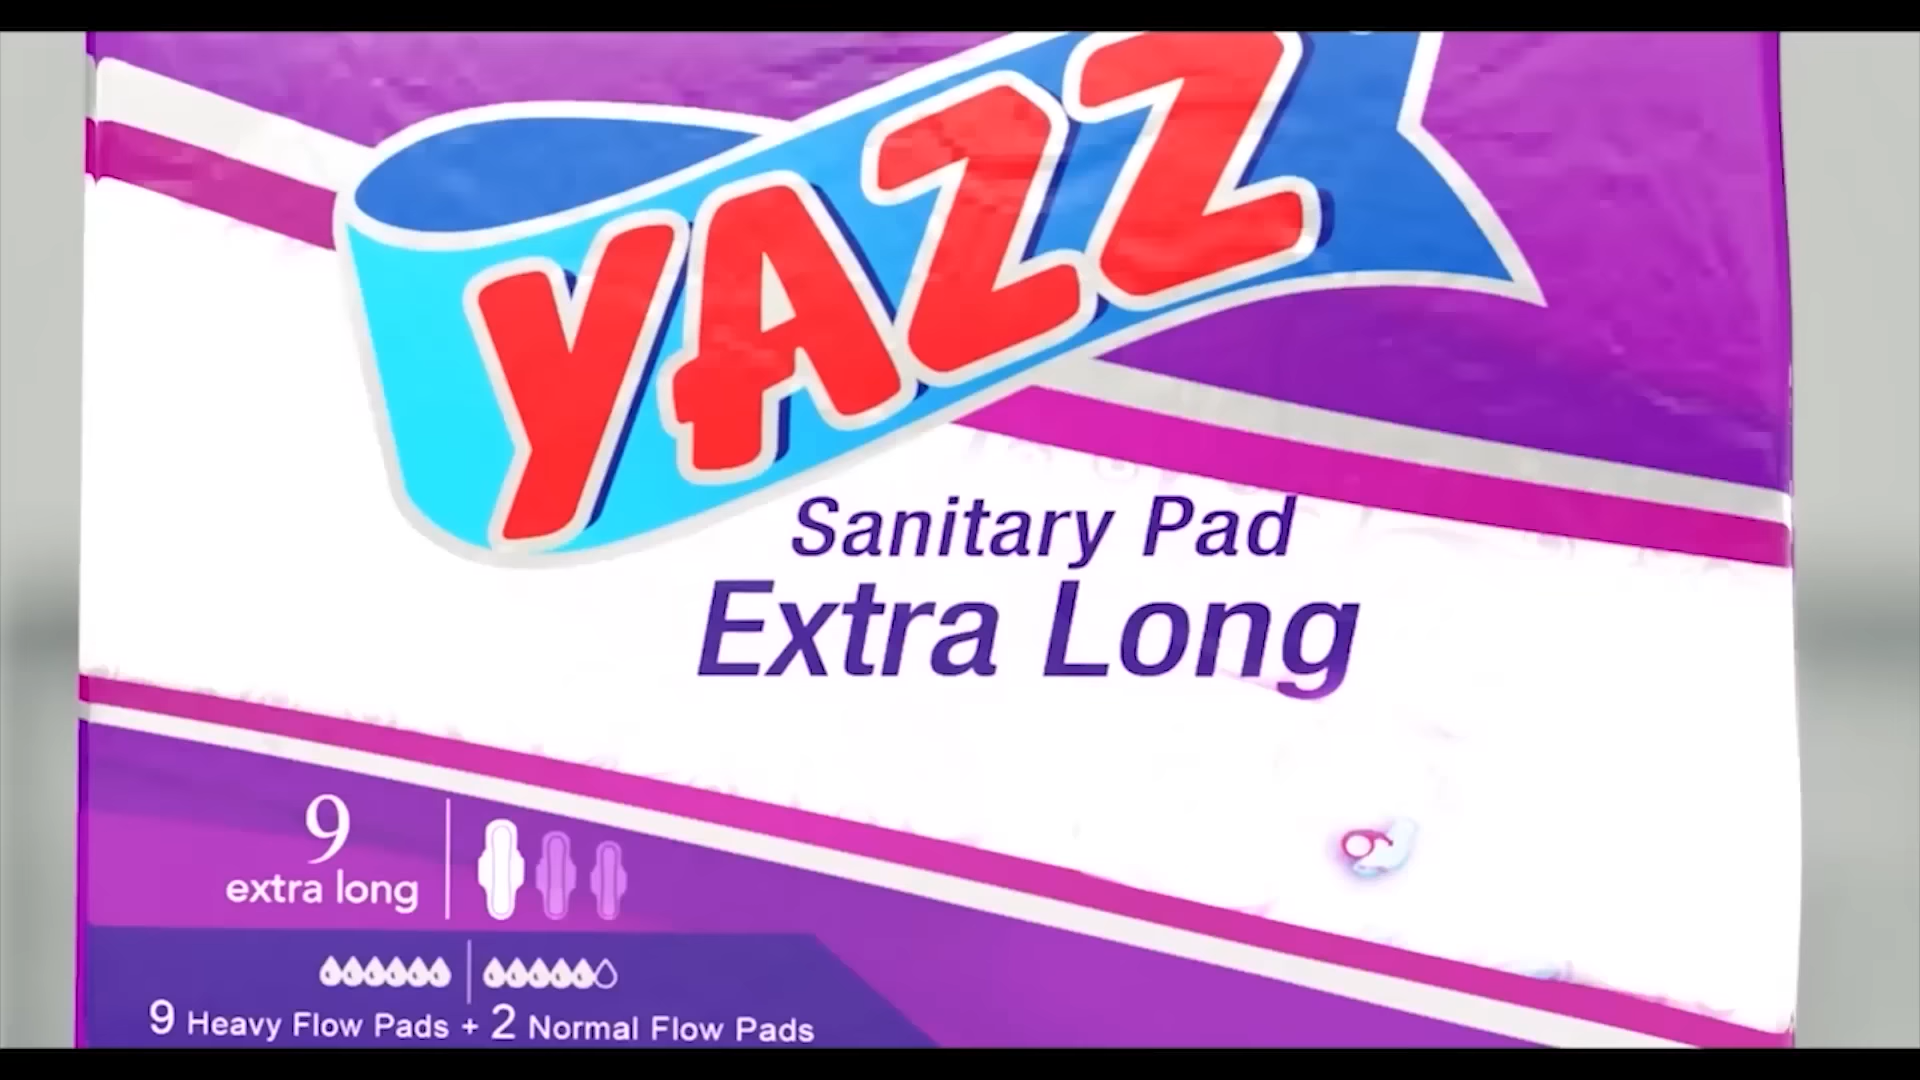 YAZZ
Sanitary Pad
Extra Long
9
extra long
9 Heavy Flow Pads + 2 Normal Flow Pads